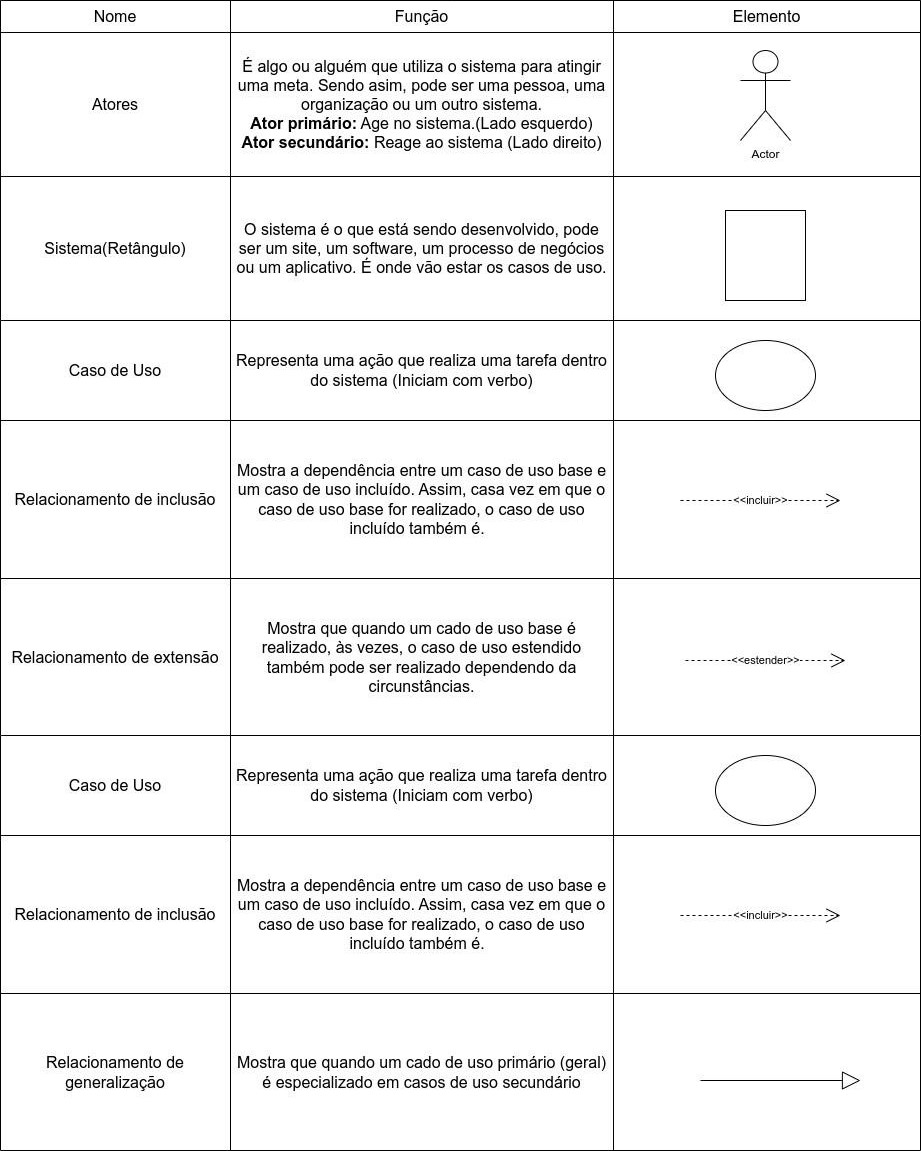 Nome
Função
Elemento
Atores
É algo ou alguém que utiliza o sistema para atingir
uma meta. Sendo asim, pode ser uma pessoa, uma
organização ou um outro sistema.
Ator primário: Age no sistema.(Lado esquerdo)
Ator secundário: Reage ao sistema (Lado direito)
Actor
Sistema(Retângulo)
O sistema é o que está sendo desenvolvido, pode
ser um site, um software, um processo de negócios
ou um aplicativo. É onde vão estar os casos de uso.
Caso de Uso
Representa uma ação que realiza uma tarefa dentro
do sistema (Iniciam com verbo)
Relacionamento de inclusão
Mostra a dependência entre um caso de uso base e
um caso de uso incluído. Assim, casa vez em que o
caso de uso base for realizado, o caso de uso
incluído também é.
<<incluir>>
Relacionamento de extensão
Mostra que quando um cado de uso base é
realizado, às vezes, o caso de uso estendido
também pode ser realizado dependendo da
circunstâncias.
<<estender>>
Caso de Uso
Representa uma ação que realiza uma tarefa dentro
do sistema (Iniciam com verbo)
Relacionamento de inclusão
Mostra a dependência entre um caso de uso base e
um caso de uso incluído. Assim, casa vez em que o
caso de uso base for realizado, o caso de uso
incluído também é.
<<incluir>>
Relacionamento de
generalização
Mostra que quando um cado de uso primário (geral)
é especializado em casos de uso secundário